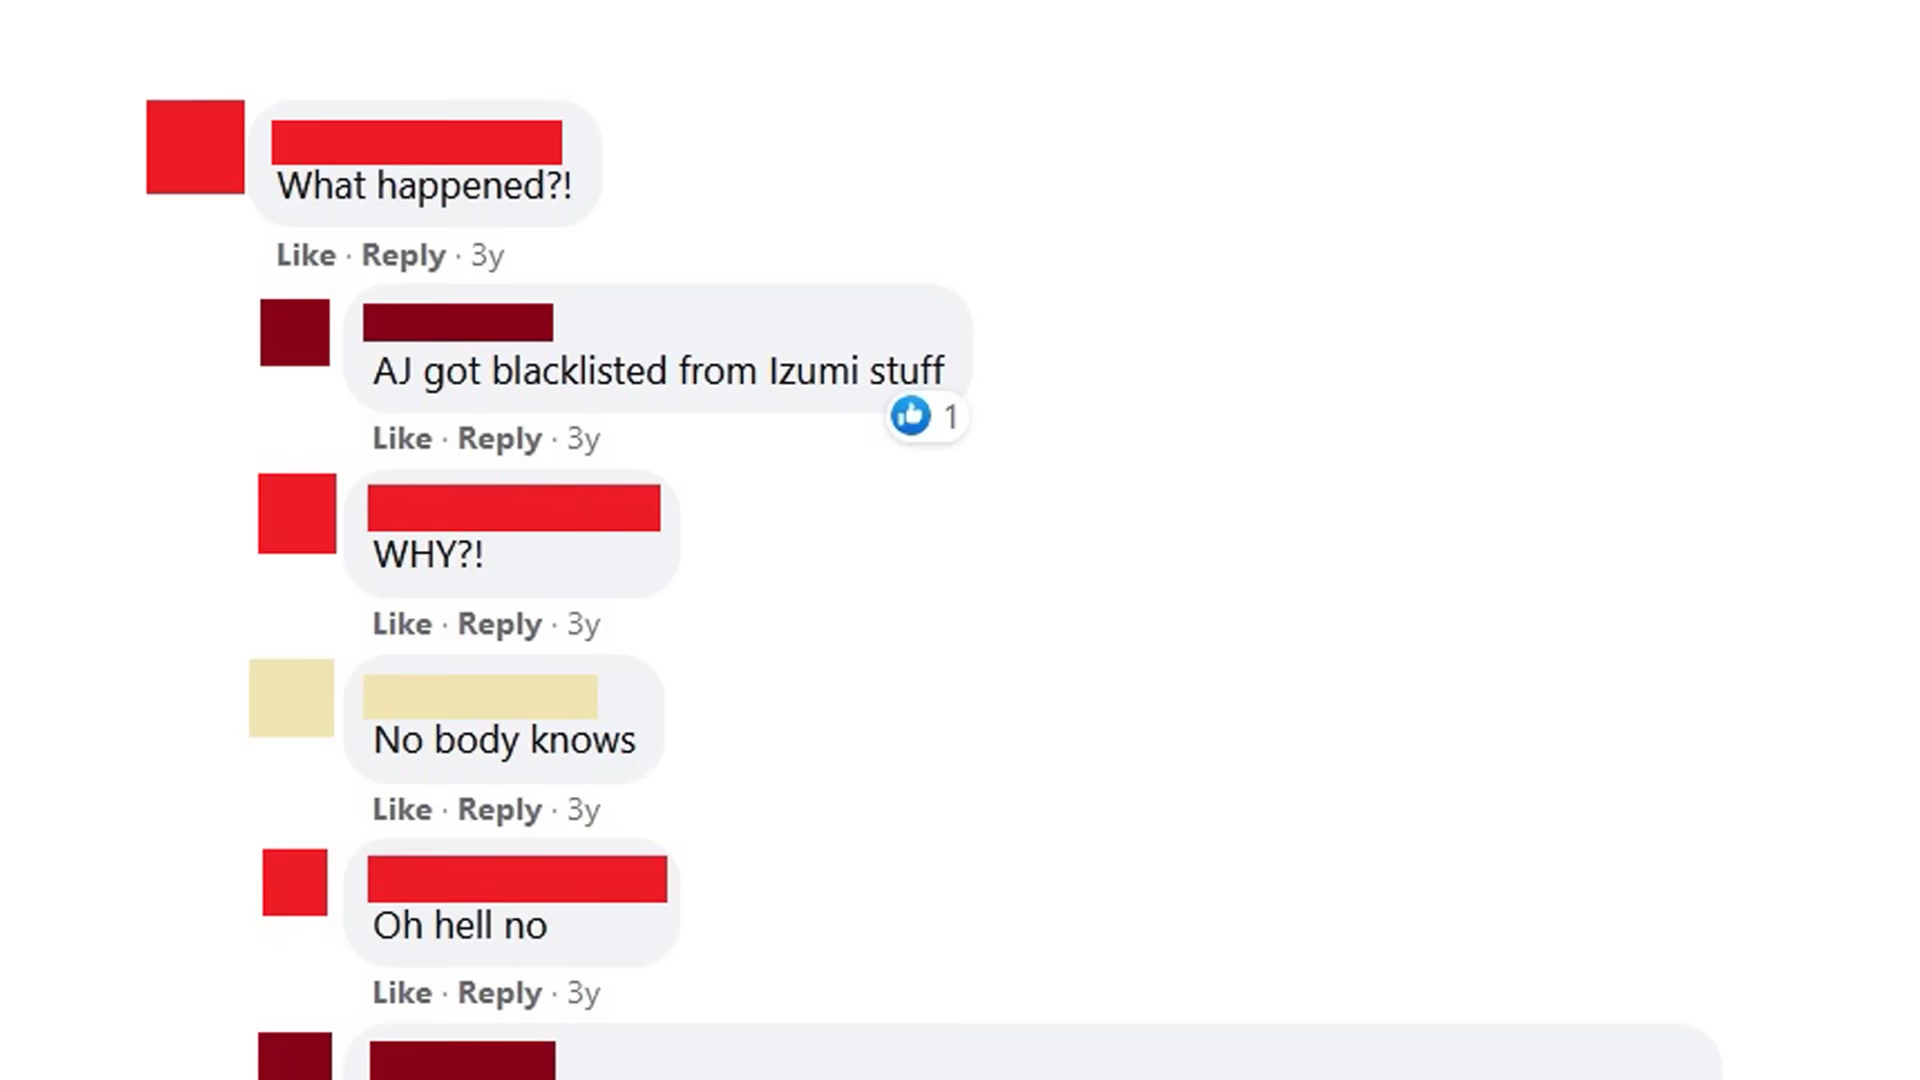 What happened?!
Like · Reply · 3y
AJ got blacklisted from Izumi stuff
1
Like · Reply · 3y
WHY?!
Like · Reply · 3y
No body knows
Like · Reply · 3y
Oh hell no
Like · Reply · 3y